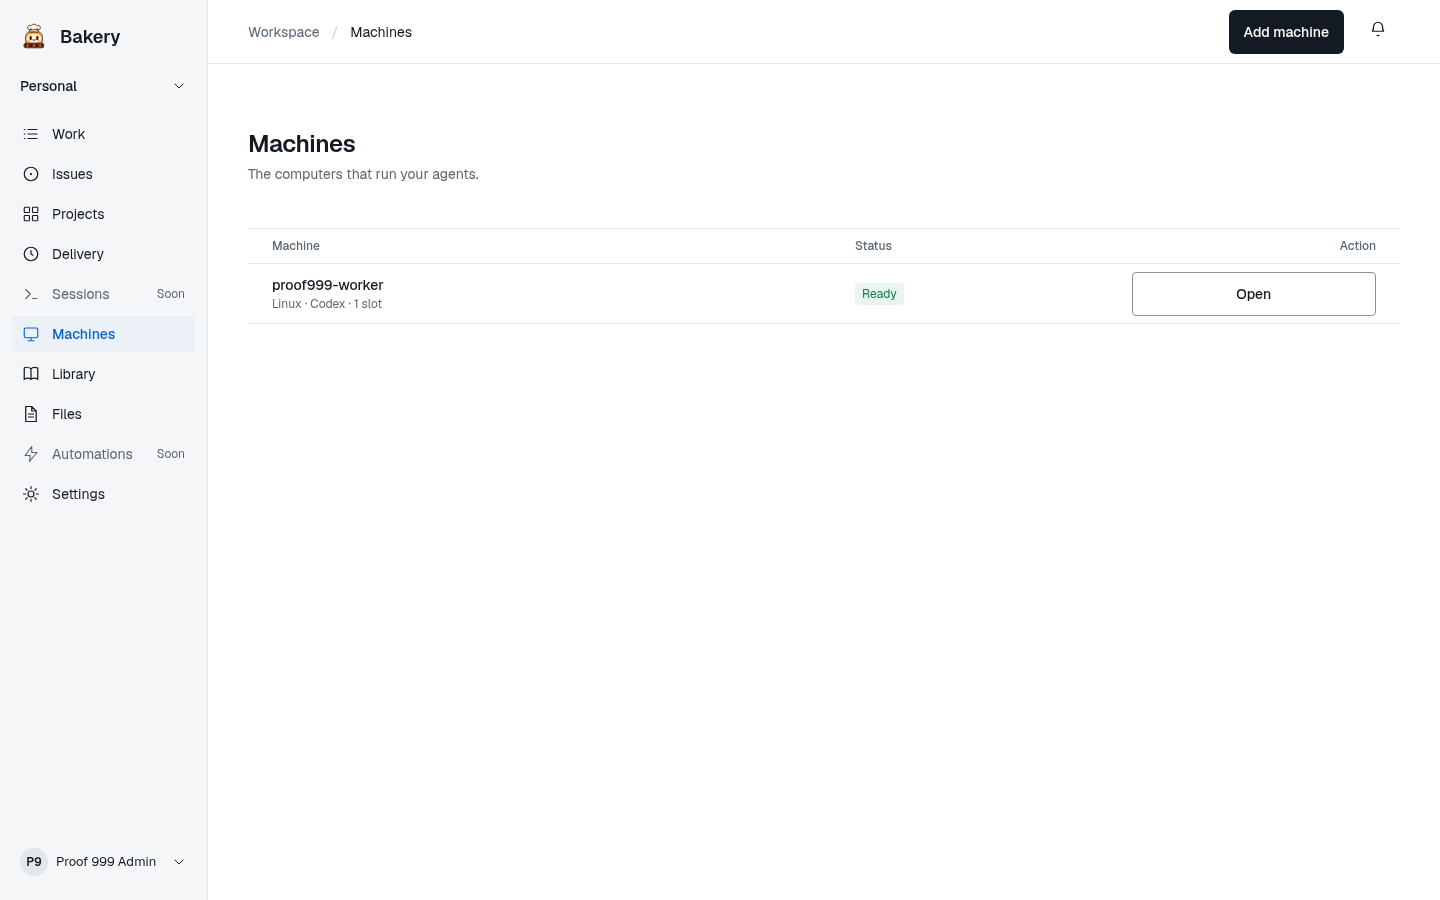 Bakery
Personal
Work
Issues
Projects
Delivery
Sessions Soon
Machines
Library
Files
Automations Soon
Settings
P9 Proof 999 Admin
Workspace / Machines
Add machine
Machines
The computers that run your agents.
Machine Status Action
proof999-worker
Linux · Codex · 1 slot
Ready
Open